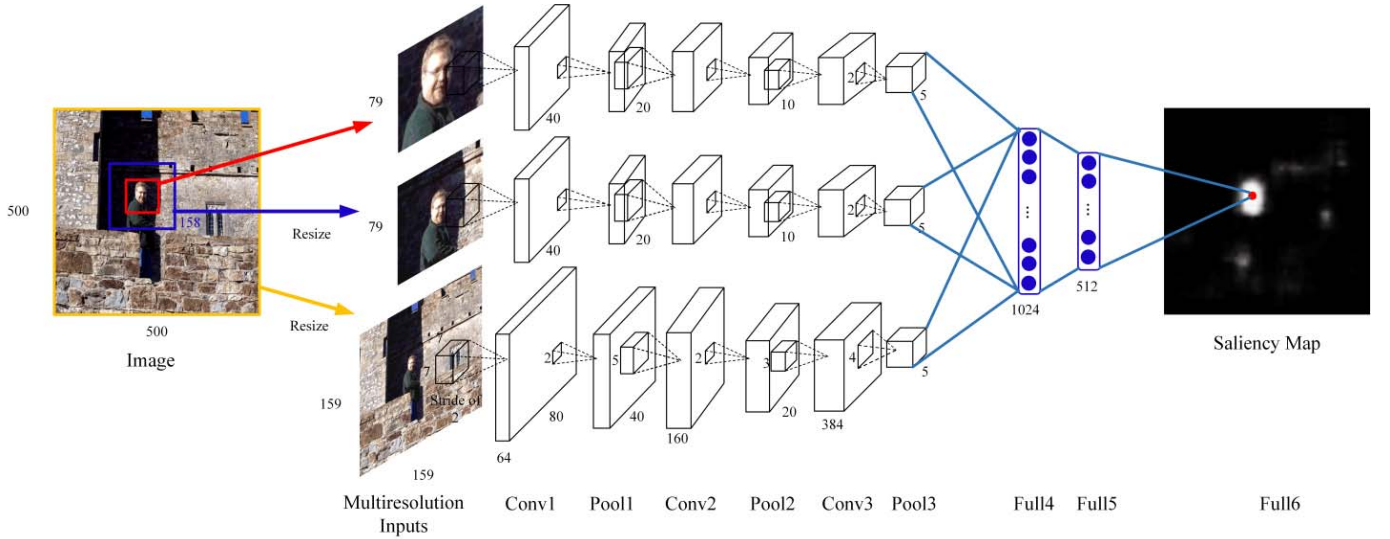 500
158
500
Image
Resize
Resize
79
40
20
10
2
5
79
40
20
10
2
5
159
7
7
Stride of
2
159
64
2
80
5
40
2
160
3
20
4
384
5
1024
512
Saliency Map
Multiresolution
Inputs
Conv1
Pool1
Conv2
Pool2
Conv3
Pool3
Full4
Full5
Full6